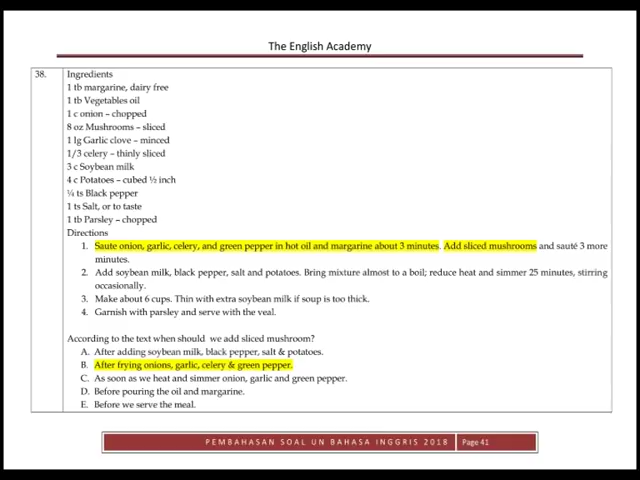 The English Academy
38. Ingredients
1 tb margarine, dairy free
1 tb Vegetables oil
1 c onion – chopped
8 oz Mushrooms – sliced
1 lg Garlic clove – minced
1/3 celery – thinly sliced
3 c Soybean milk
4 c Potatoes – cubed ½ inch
¼ ts Black pepper
1 ts Salt, or to taste
1 tb Parsley – chopped
Directions
1. Saute onion, garlic, celery, and green pepper in hot oil and margarine about 3 minutes. Add sliced mushrooms and sauté 3 more
minutes.
2. Add soybean milk, black pepper, salt and potatoes. Bring mixture almost to a boil; reduce heat and simmer 25 minutes, stirring
occasionally.
3. Make about 6 cups. Thin with extra soybean milk if soup is too thick.
4. Garnish with parsley and serve with the veal.
According to the text when should we add sliced mushroom?
A. After adding soybean milk, black pepper, salt & potatoes.
B. After frying onions, garlic, celery & green pepper.
C. As soon as we heat and simmer onion, garlic and green pepper.
D. Before pouring the oil and margarine.
E. Before we serve the meal.
PEMBAHASAN SOAL UN BAHASA INGGRIS 2018 Page 41